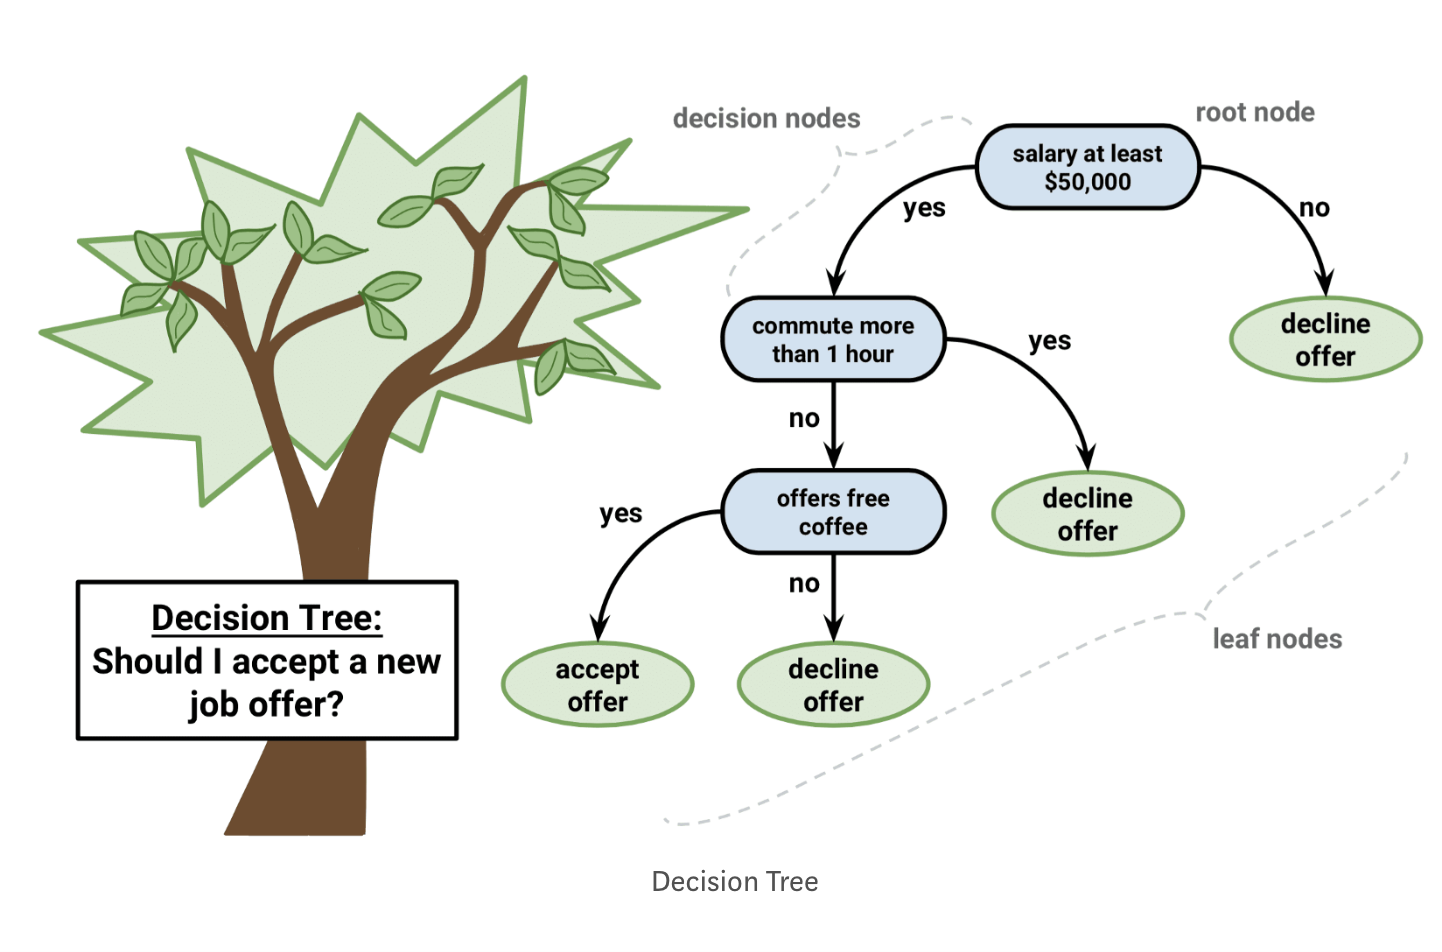 decision nodes
root node
salary at least
$50,000
yes
no
commute more
than 1 hour
decline
offer
yes
no
offers free
coffee
decline
offer
yes
no
accept
offer
decline
offer
leaf nodes
Decision Tree:
Should I accept a new
job offer?
Decision Tree